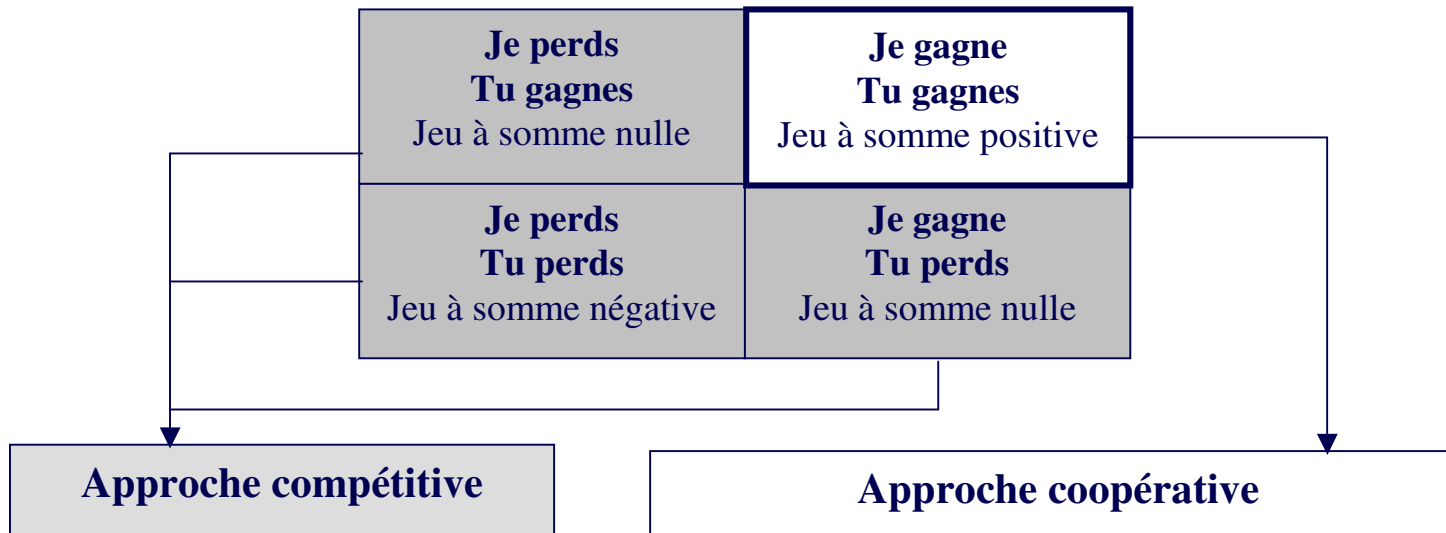 Je perds
Tu gagnes
Jeu à somme nulle
Je gagne
Tu gagnes
Jeu à somme positive
Je perds
Tu perds
Jeu à somme négative
Je gagne
Tu perds
Jeu à somme nulle
Approche compétitive
Approche coopérative